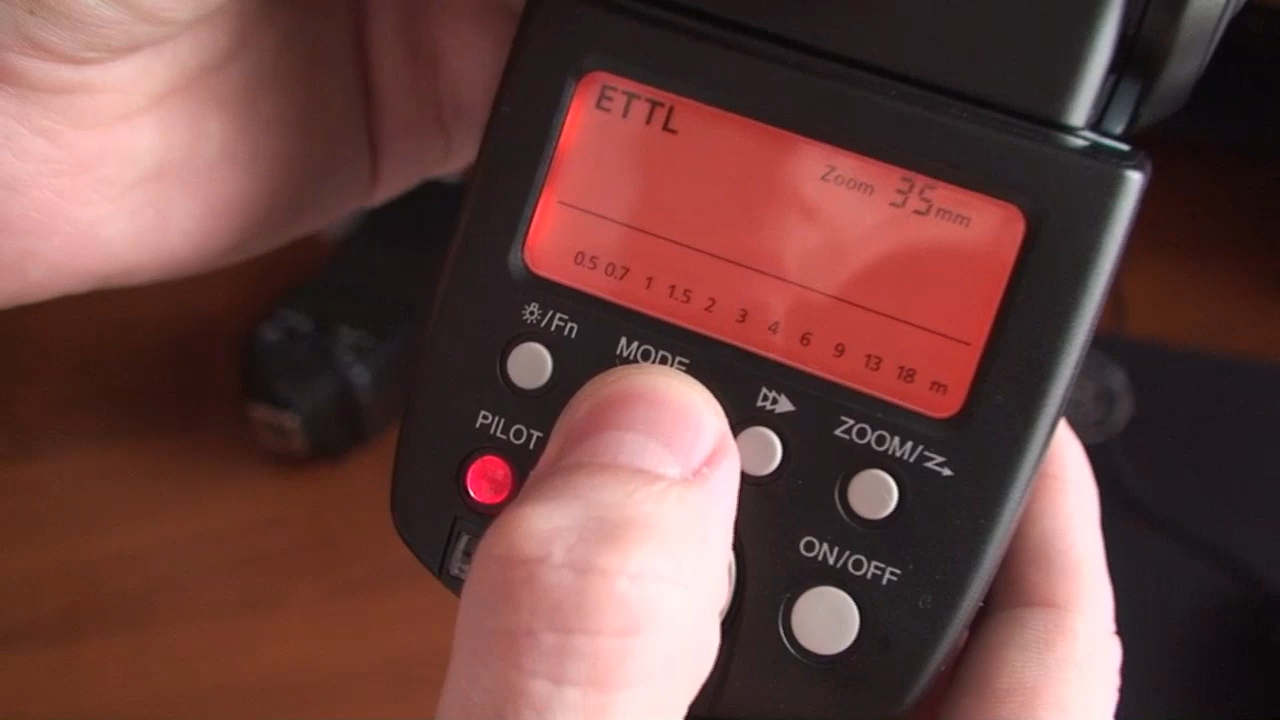 ETTL
Zoom 35mm
0.5 0.7 1 1.5 2 3 4 6 9 13 18 m
/Fn
MODE
PILOT
ZOOM/
ON/OFF